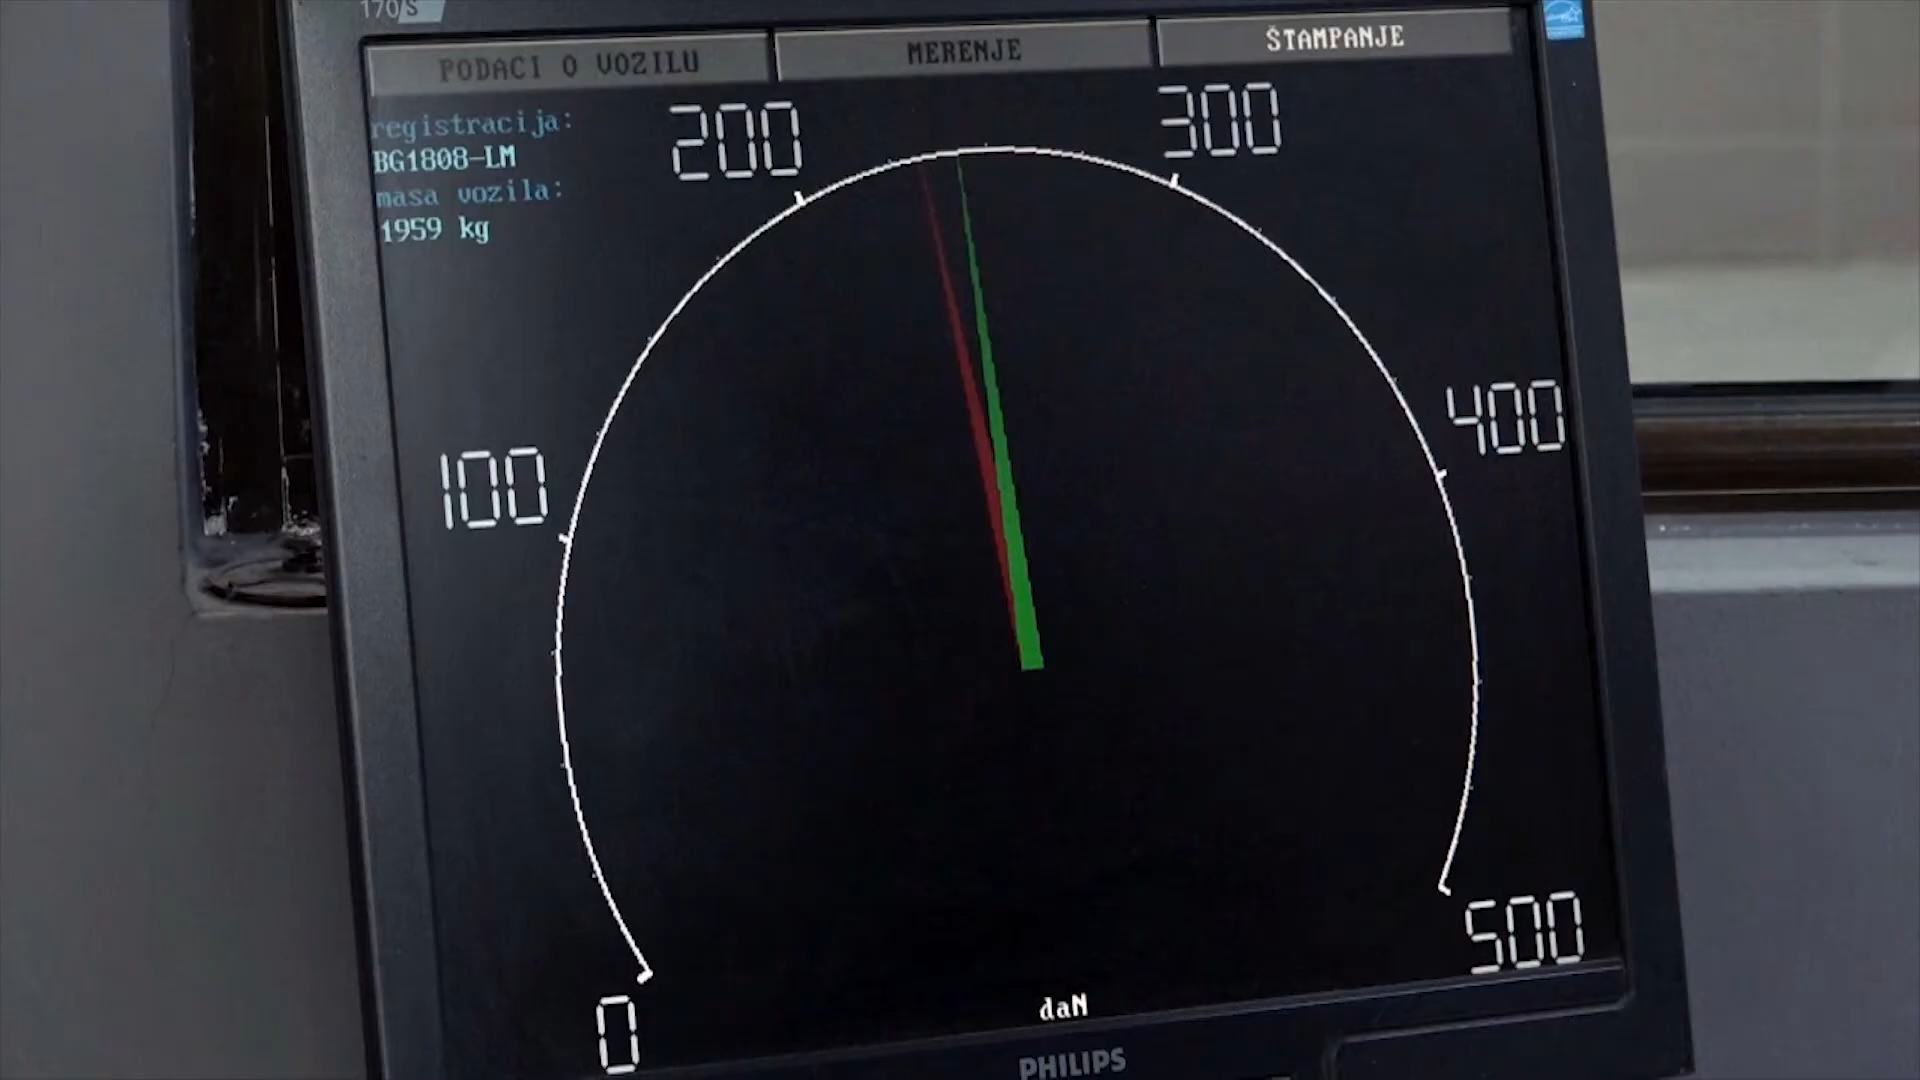 170/S
PODACI O VOZILU
MERENJE
ŠTAMPANJE
registracija:
BG1808-LM
masa vozila:
1959 kg
200
300
100
400
0
500
daN
PHILIPS